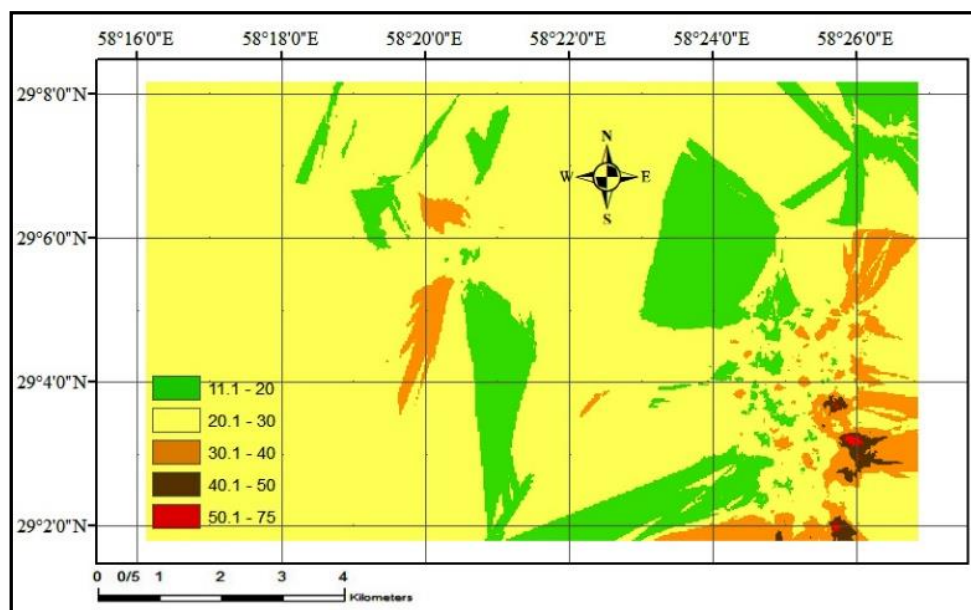 58°16'0"E 58°18'0"E 58°20'0"E 58°22'0"E 58°24'0"E 58°26'0"E
29°8'0"N
N
W E
S
29°6'0"N
29°4'0"N
11.1 - 20
20.1 - 30
30.1 - 40
40.1 - 50
50.1 - 75
29°2'0"N
0 0/5 1 2 3 4
Kilometers